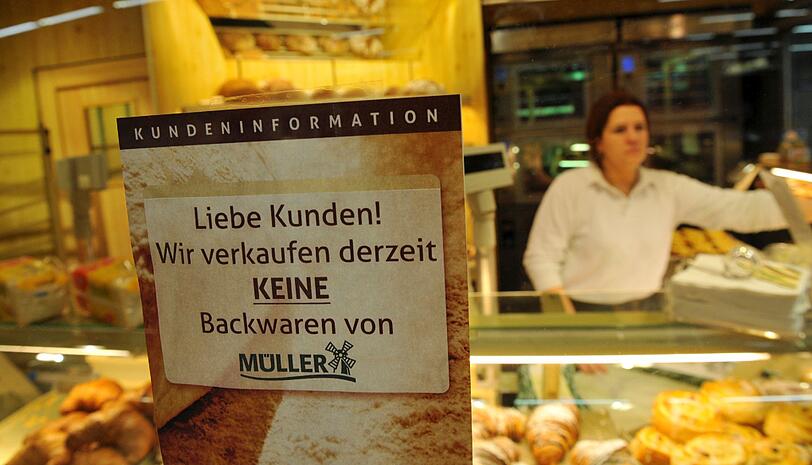 KUNDENINFORMATION
Liebe Kunden!
Wir verkaufen derzeit
KEINE
Backwaren von
MÜLLER